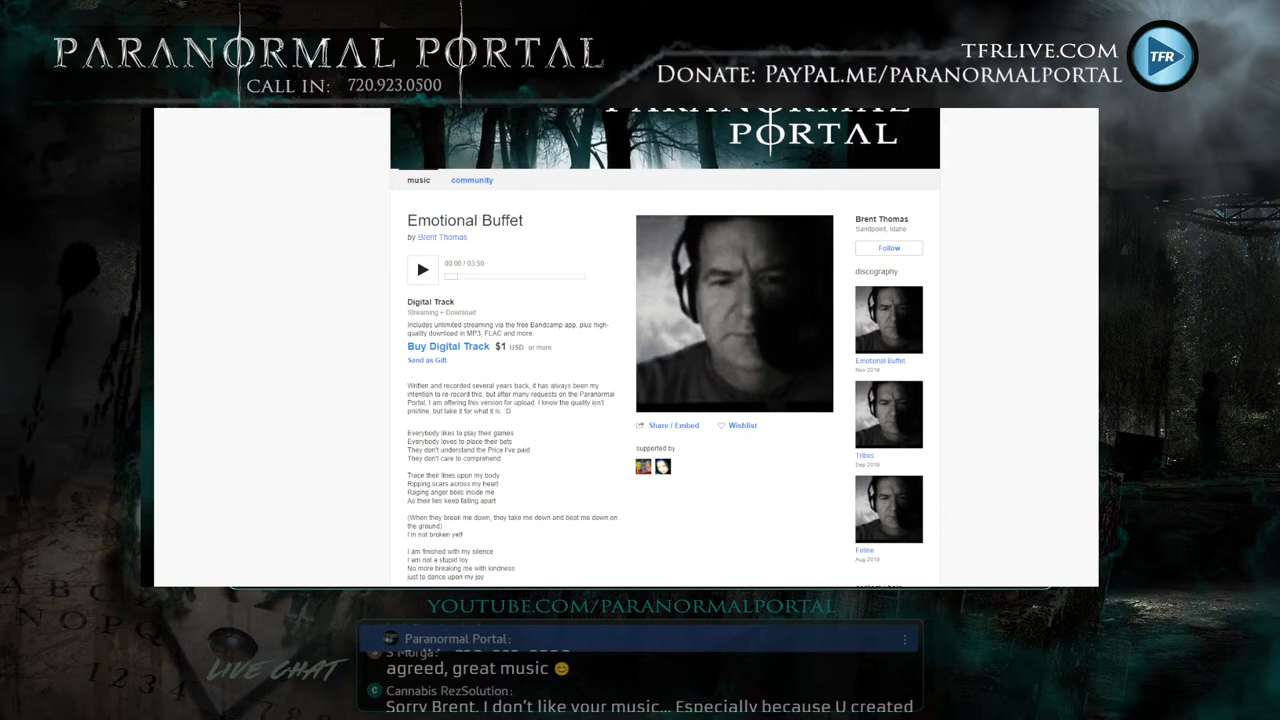 PARANORMAL PORTAL
CALL IN: 720.923.0500
TFRLIVE.COM
DONATE: PAYPAL.ME/PARANORMALPORTAL
TFR
PARANORMAL
PORTAL
music community
Emotional Buffet
by Brent Thomas
00:00 / 03:50
Digital Track
Streaming + Download
Includes unlimited streaming via the free Bandcamp app, plus high-
quality download in MP3, FLAC and more.
Buy Digital Track $1 USD or more
Send as Gift
Written and recorded several years back, it has always been my
intention to re-record this, but after many requests on the Paranormal
Portal, I am offering this version for upload. I know the quality isn't
pristine, but take it for what it is. :D
Everybody likes to play their games
Everybody loves to place their bets
They don't understand the Price I've paid
They don't care to comprehend
Trace their lines upon my body
Ripping scars across my heart
Raging anger boils inside me
As their lies keep falling apart
(When they break me down, they take me down and beat me down on
the ground)
I'm not broken yet!
I am finished with my silence
I am not a stupid toy
No more breaking me with kindness
just to dance upon my joy
Share / Embed Wishlist
supported by
Brent Thomas
Sandpoint, Idaho
Follow
discography
Emotional Buffet
Nov 2019
Tribes
Sep 2019
Feline
Aug 2019
YOUTUBE.COM/PARANORMALPORTAL
LIVE CHAT
Paranormal Portal:
S Morga?
agreed, great music 😊
C Cannabis RezSolution:
Sorry Brent, I don't like your music... Especially because U created
A B C D E
N O P Q
1 2 3 4